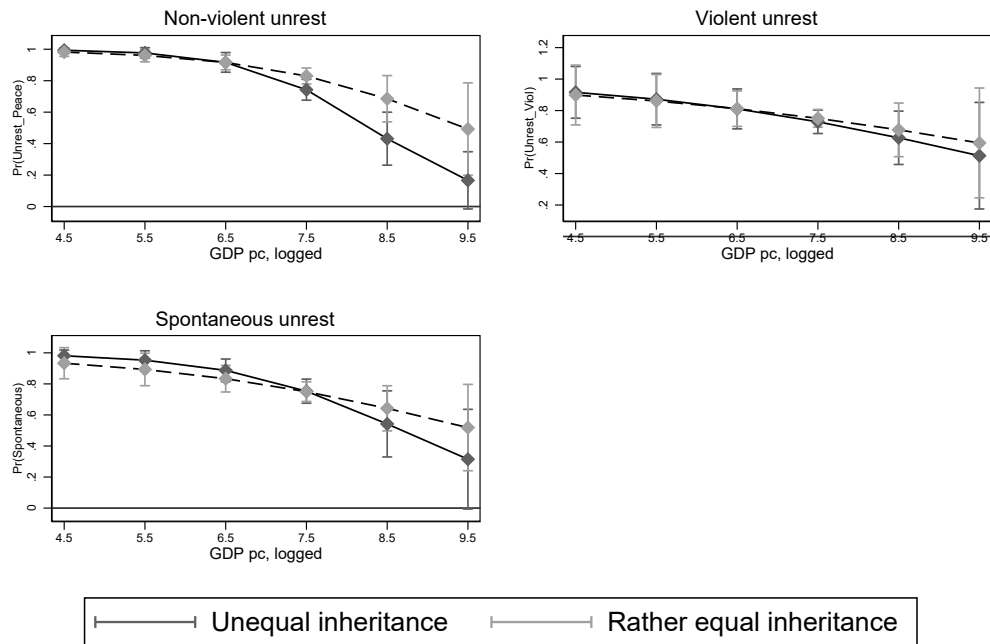 Non-violent unrest
Pr(Unrest_Peace)
1
.8
.6
.4
.2
0
4.5 5.5 6.5 7.5 8.5 9.5
GDP pc, logged
Violent unrest
Pr(Unrest_Viol)
1.2
1
.8
.6
.4
.2
4.5 5.5 6.5 7.5 8.5 9.5
GDP pc, logged
Spontaneous unrest
Pr(Spontaneous)
1
.8
.6
.4
.2
0
4.5 5.5 6.5 7.5 8.5 9.5
GDP pc, logged
Unequal inheritance Rather equal inheritance